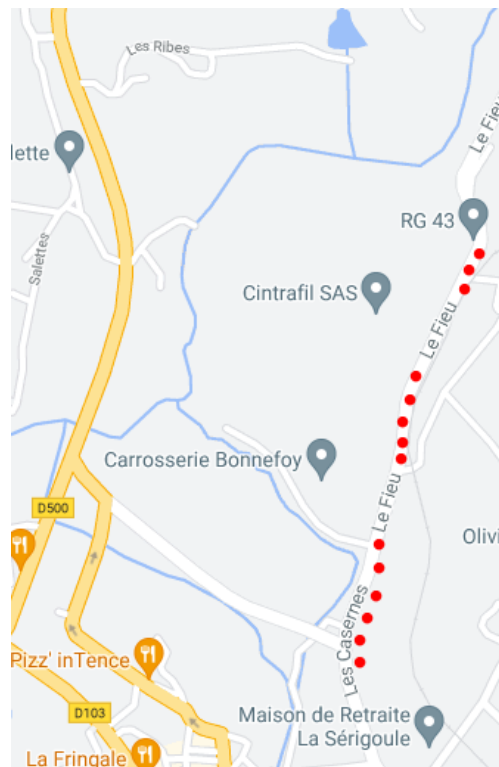 Les Ribes
Le Fieu
lette
RG 43
Salettes
Cintrafil SAS
Le Fieu
Carrosserie Bonnefoy
Le Fieu
D500
Olivi
Les Casernes
Pizz' inTence
D103
Maison de Retraite
La Sérigoule
La Fringale